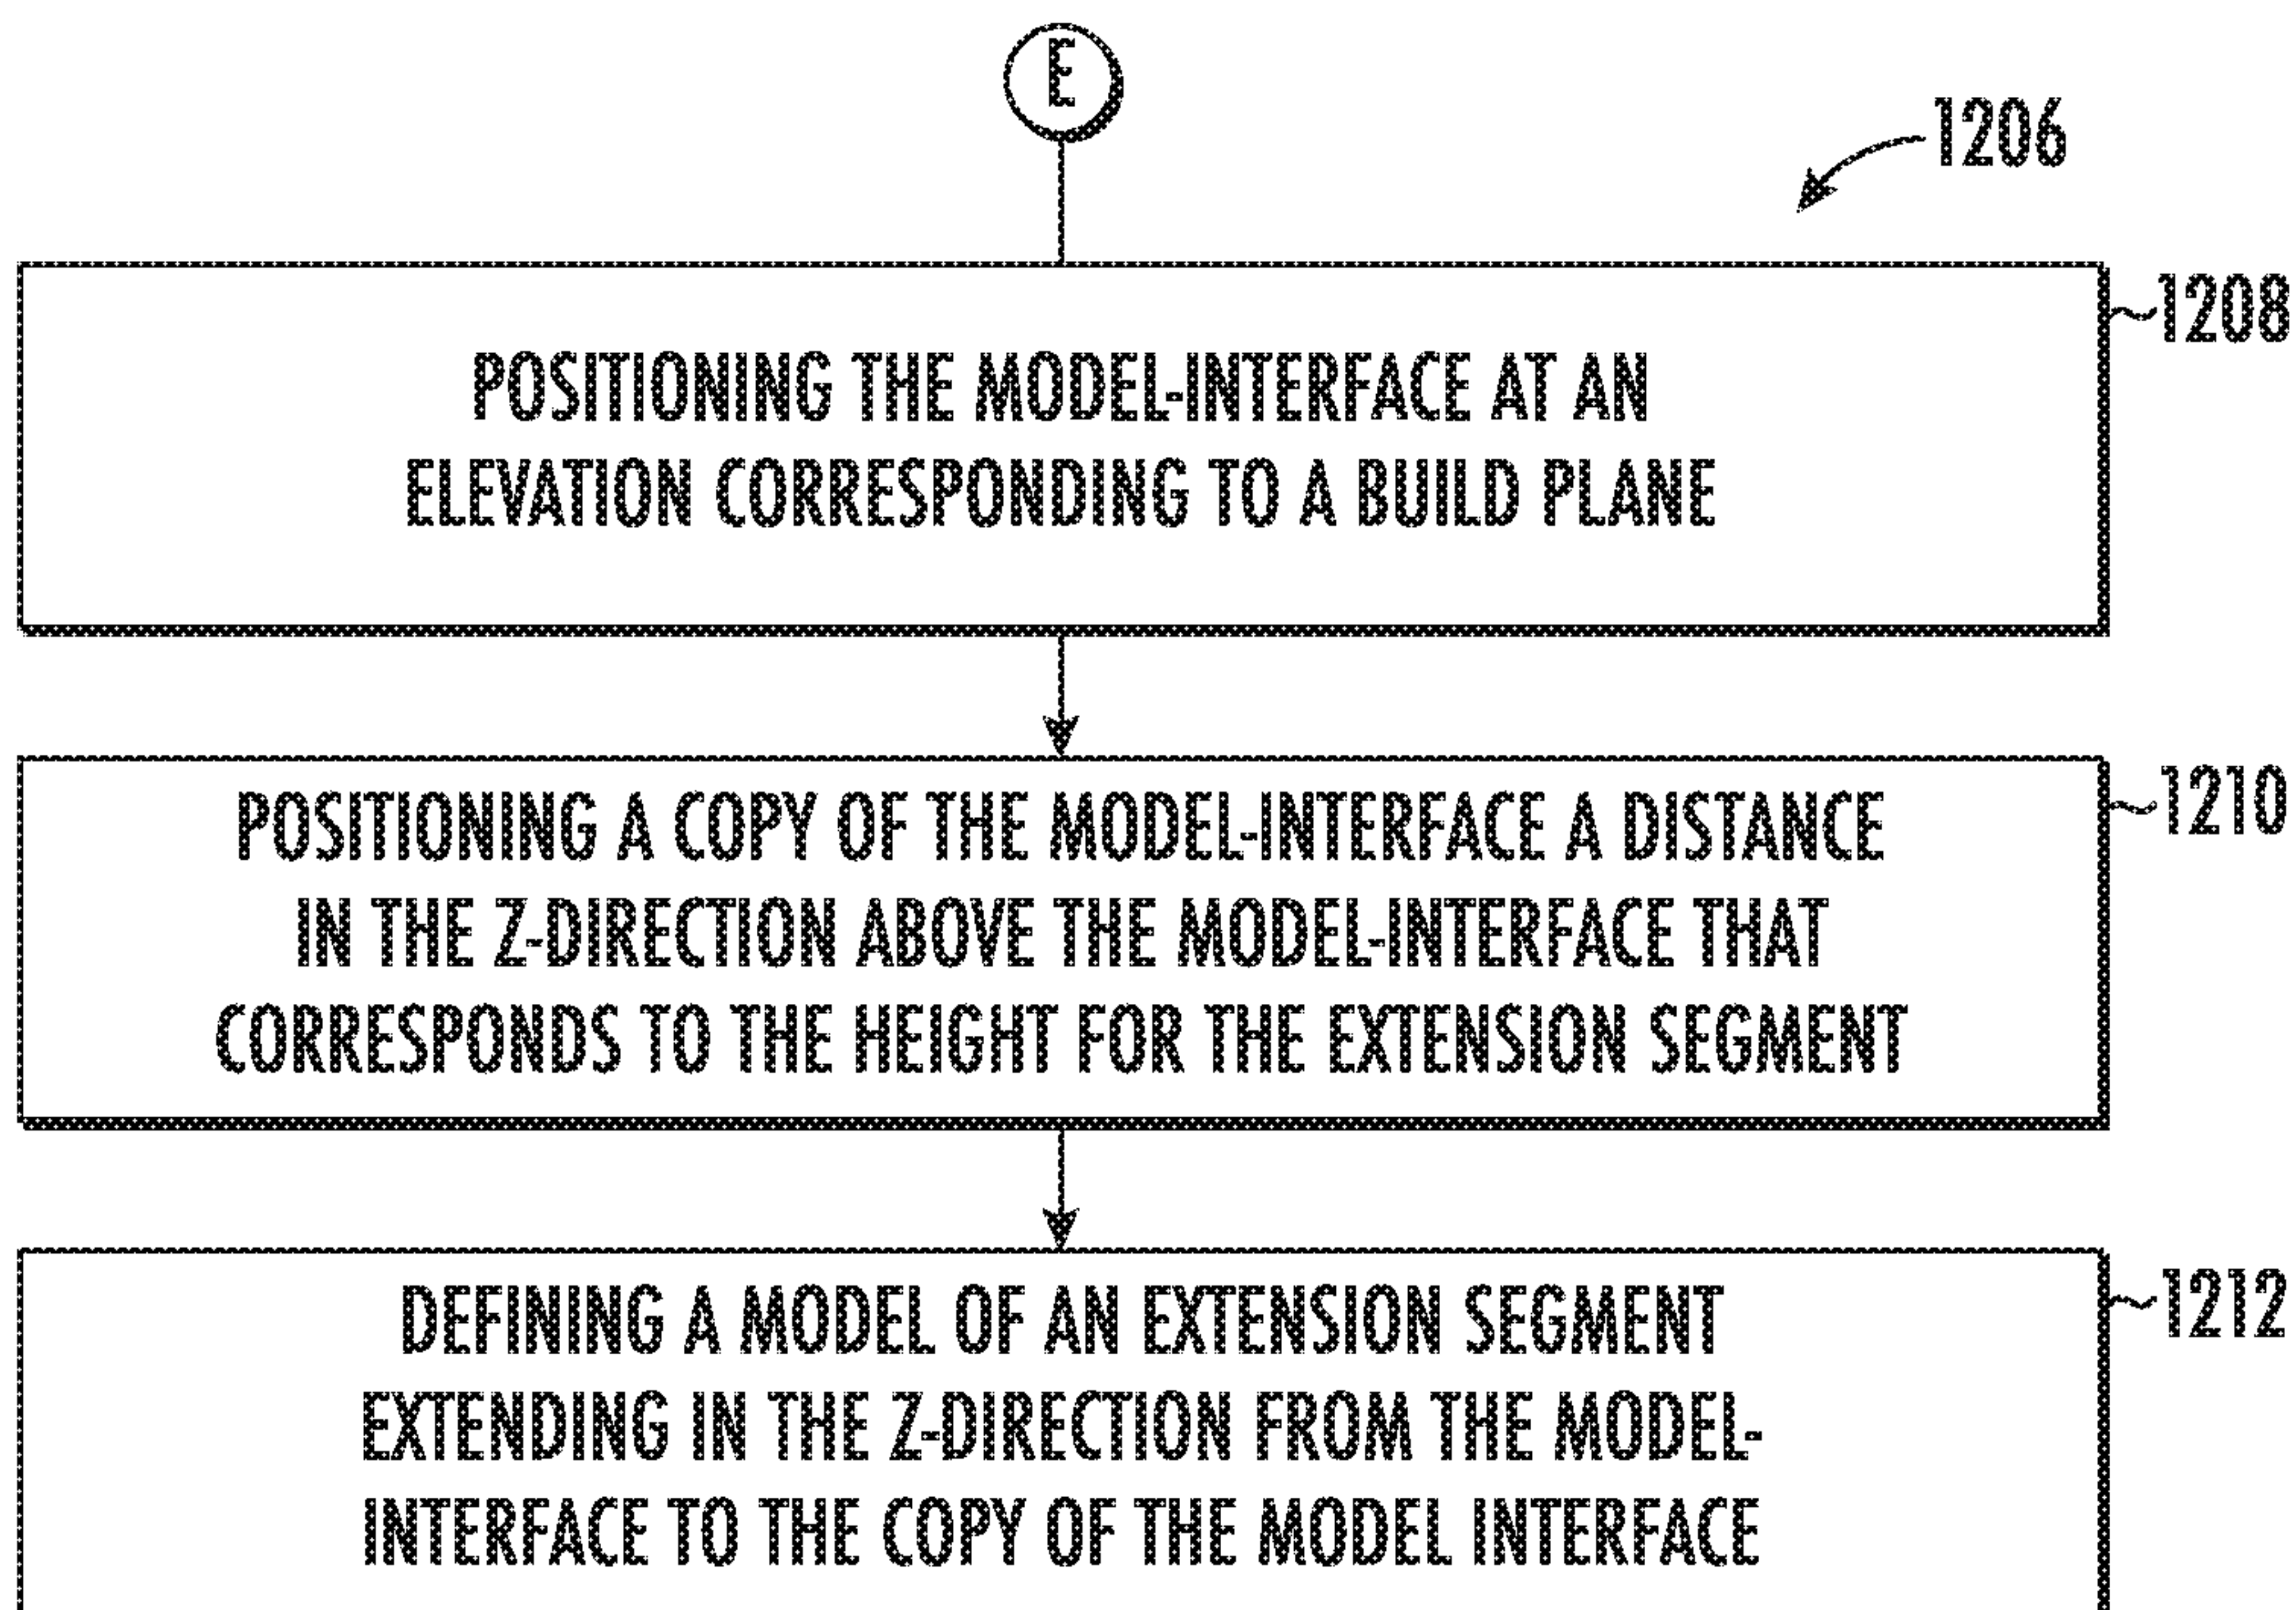 E
1206
1208
POSITIONING THE MODEL-INTERFACE AT AN
ELEVATION CORRESPONDING TO A BUILD PLANE
1210
POSITIONING A COPY OF THE MODEL-INTERFACE A DISTANCE
IN THE Z-DIRECTION ABOVE THE MODEL-INTERFACE THAT
CORRESPONDS TO THE HEIGHT FOR THE EXTENSION SEGMENT
1212
DEFINING A MODEL OF AN EXTENSION SEGMENT
EXTENDING IN THE Z-DIRECTION FROM THE MODEL-
INTERFACE TO THE COPY OF THE MODEL INTERFACE